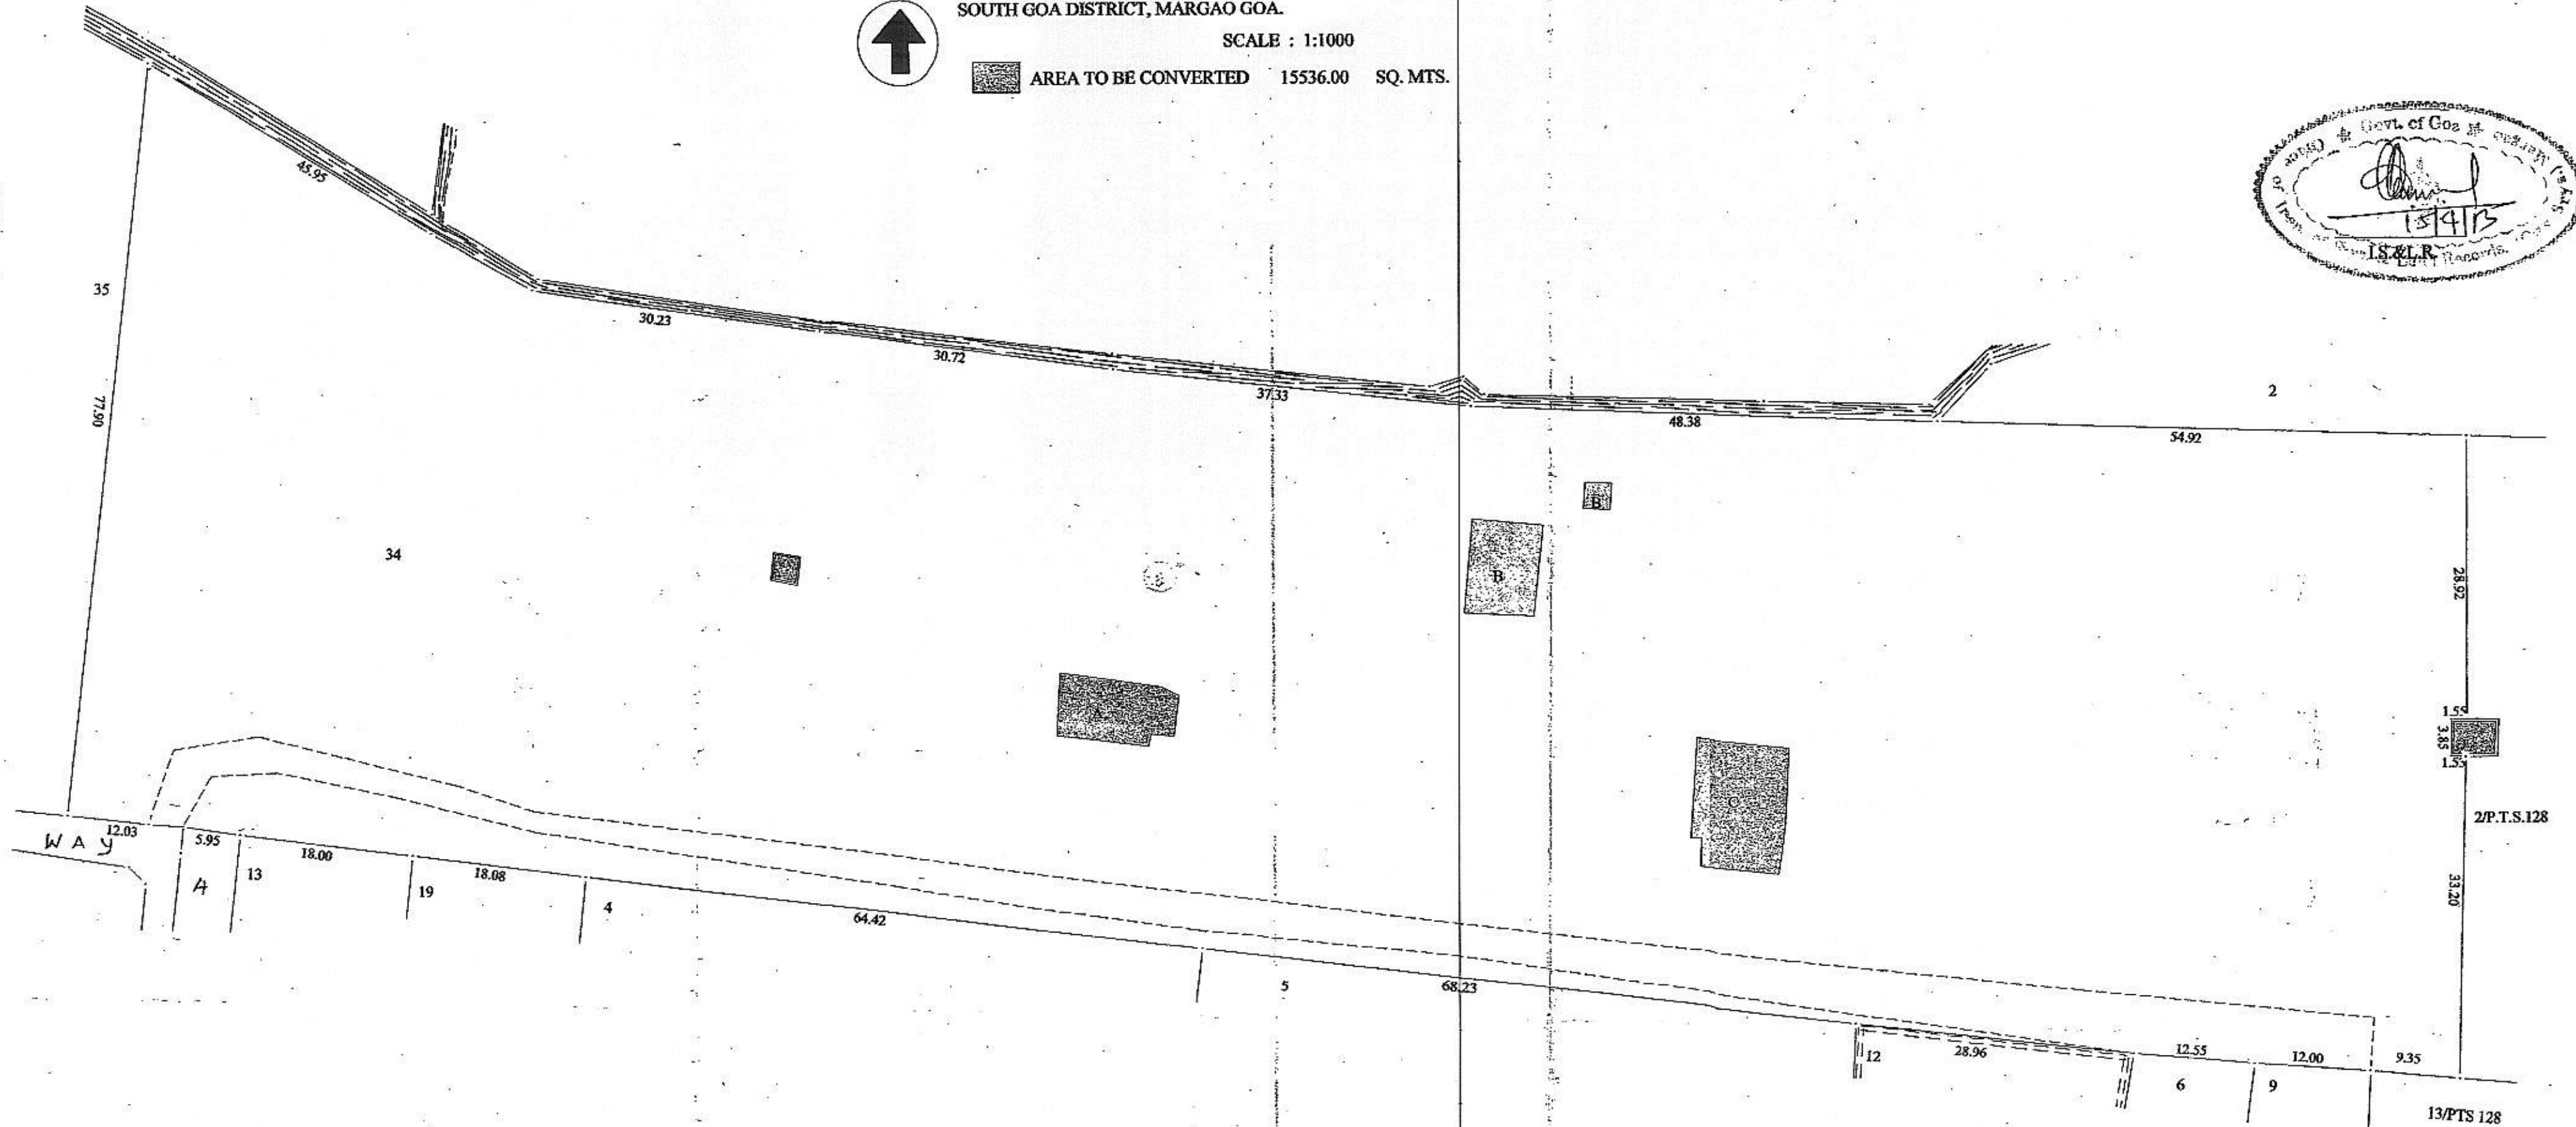 SOUTH GOA DISTRICT, MARGAO GOA.
SCALE : 1:1000
AREA TO BE CONVERTED 15536.00 SQ. MTS.
Govt. of Goa
Margao
Office of
15/4/13
I.S.&L.R.
Records
45.95
35
30.23
30.72
37.33
48.38
54.92
2
77.90
34
B
B
28.92
A
C
1.55
3.85
1.55
2/P.T.S.128
33.20
WAY
12.03
5.95
18.00
18.08
64.42
68.23
A
13
19
4
5
12
28.96
12.55
12.00
9.35
6
9
13/PTS 128